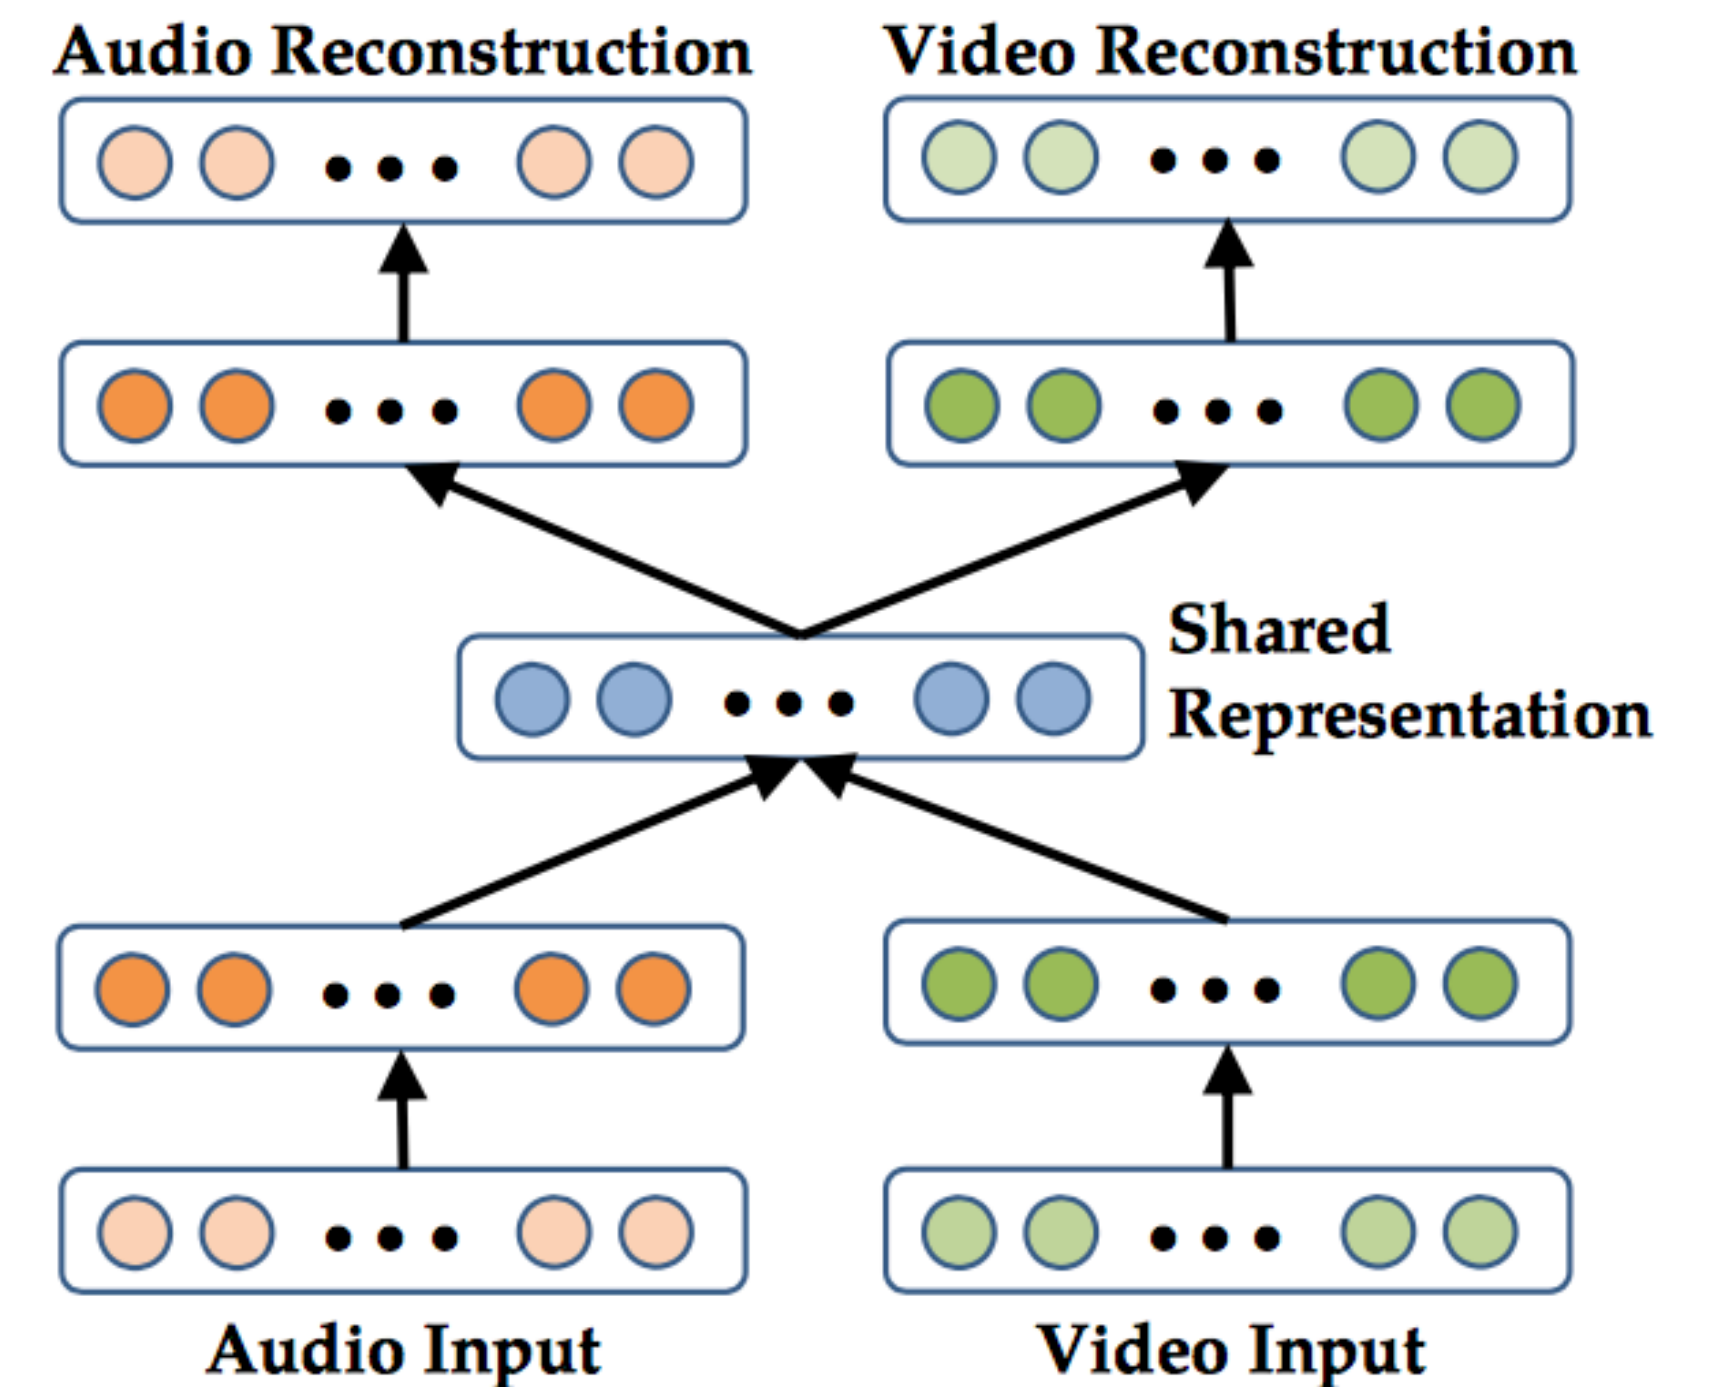 Audio Reconstruction
Video Reconstruction
Shared
Representation
Audio Input
Video Input